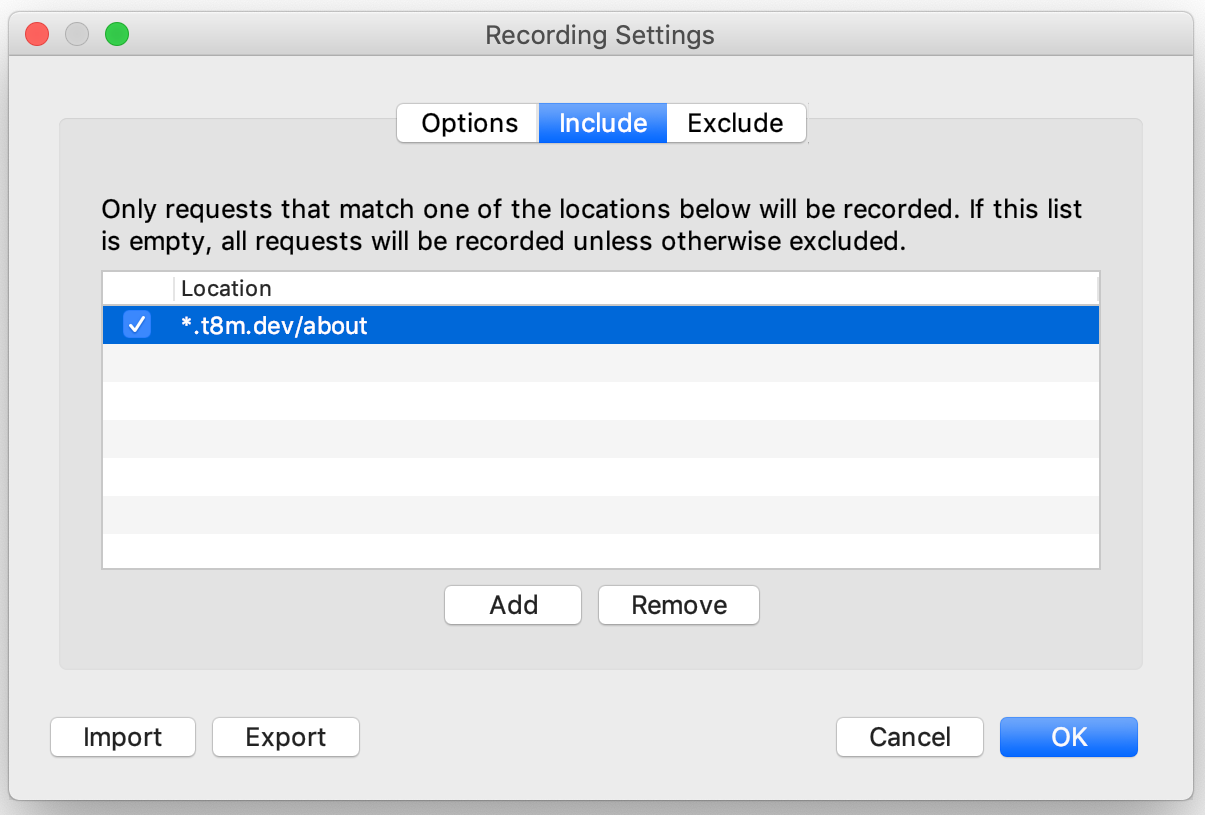 Recording Settings
Options Include Exclude
Only requests that match one of the locations below will be recorded. If this list
is empty, all requests will be recorded unless otherwise excluded.
Location
*.t8m.dev/about
Add Remove
Import Export Cancel OK